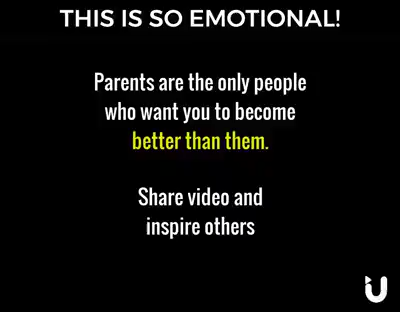 THIS IS SO EMOTIONAL!
Parents are the only people
who want you to become
better than them.
Share video and
inspire others